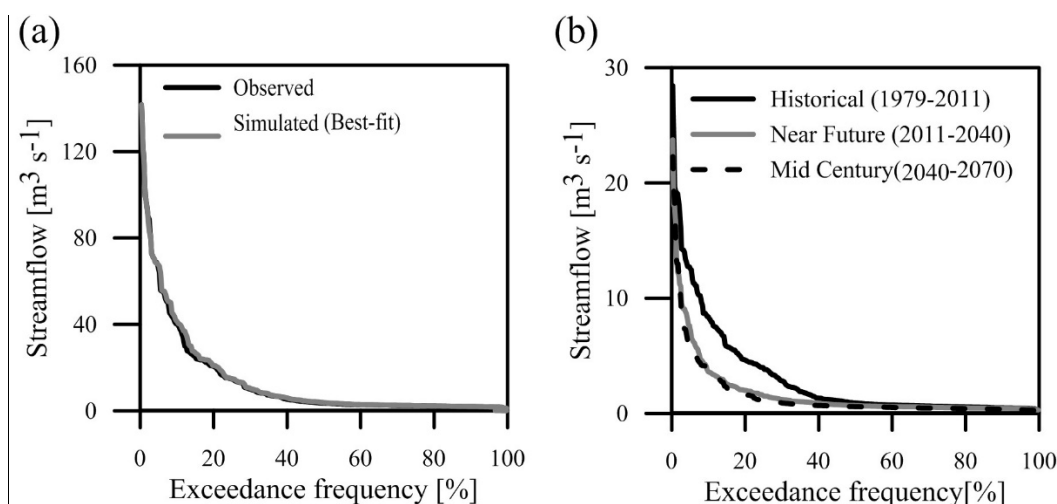 (a)
Observed
Simulated (Best-fit)
160
120
80
40
0
Streamflow [m³ s⁻¹]
0 20 40 60 80 100
Exceedance frequency [%]
(b)
Historical (1979-2011)
Near Future (2011-2040)
Mid Century(2040-2070)
30
20
10
0
Streamflow [m³ s⁻¹]
0 20 40 60 80 100
Exceedance frequency[%]